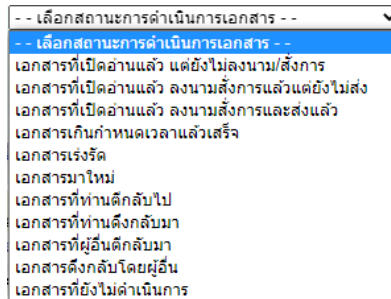 - - เลือกสถานะการดำเนินการเอกสาร - -
- - เลือกสถานะการดำเนินการเอกสาร - -
เอกสารที่เปิดอ่านแล้ว แต่ยังไม่ลงนาม/สั่งการ
เอกสารที่เปิดอ่านแล้ว ลงนามสั่งการแล้วแต่ยังไม่ส่ง
เอกสารที่เปิดอ่านแล้ว ลงนามสั่งการและส่งแล้ว
เอกสารเกินกำหนดเวลาแล้วเสร็จ
เอกสารเร่งรัด
เอกสารมาใหม่
เอกสารที่ท่านตีกลับไป
เอกสารที่ท่านดึงกลับมา
เอกสารที่ผู้อื่นตีกลับมา
เอกสารดึงกลับโดยผู้อื่น
เอกสารที่ยังไม่ดำเนินการ